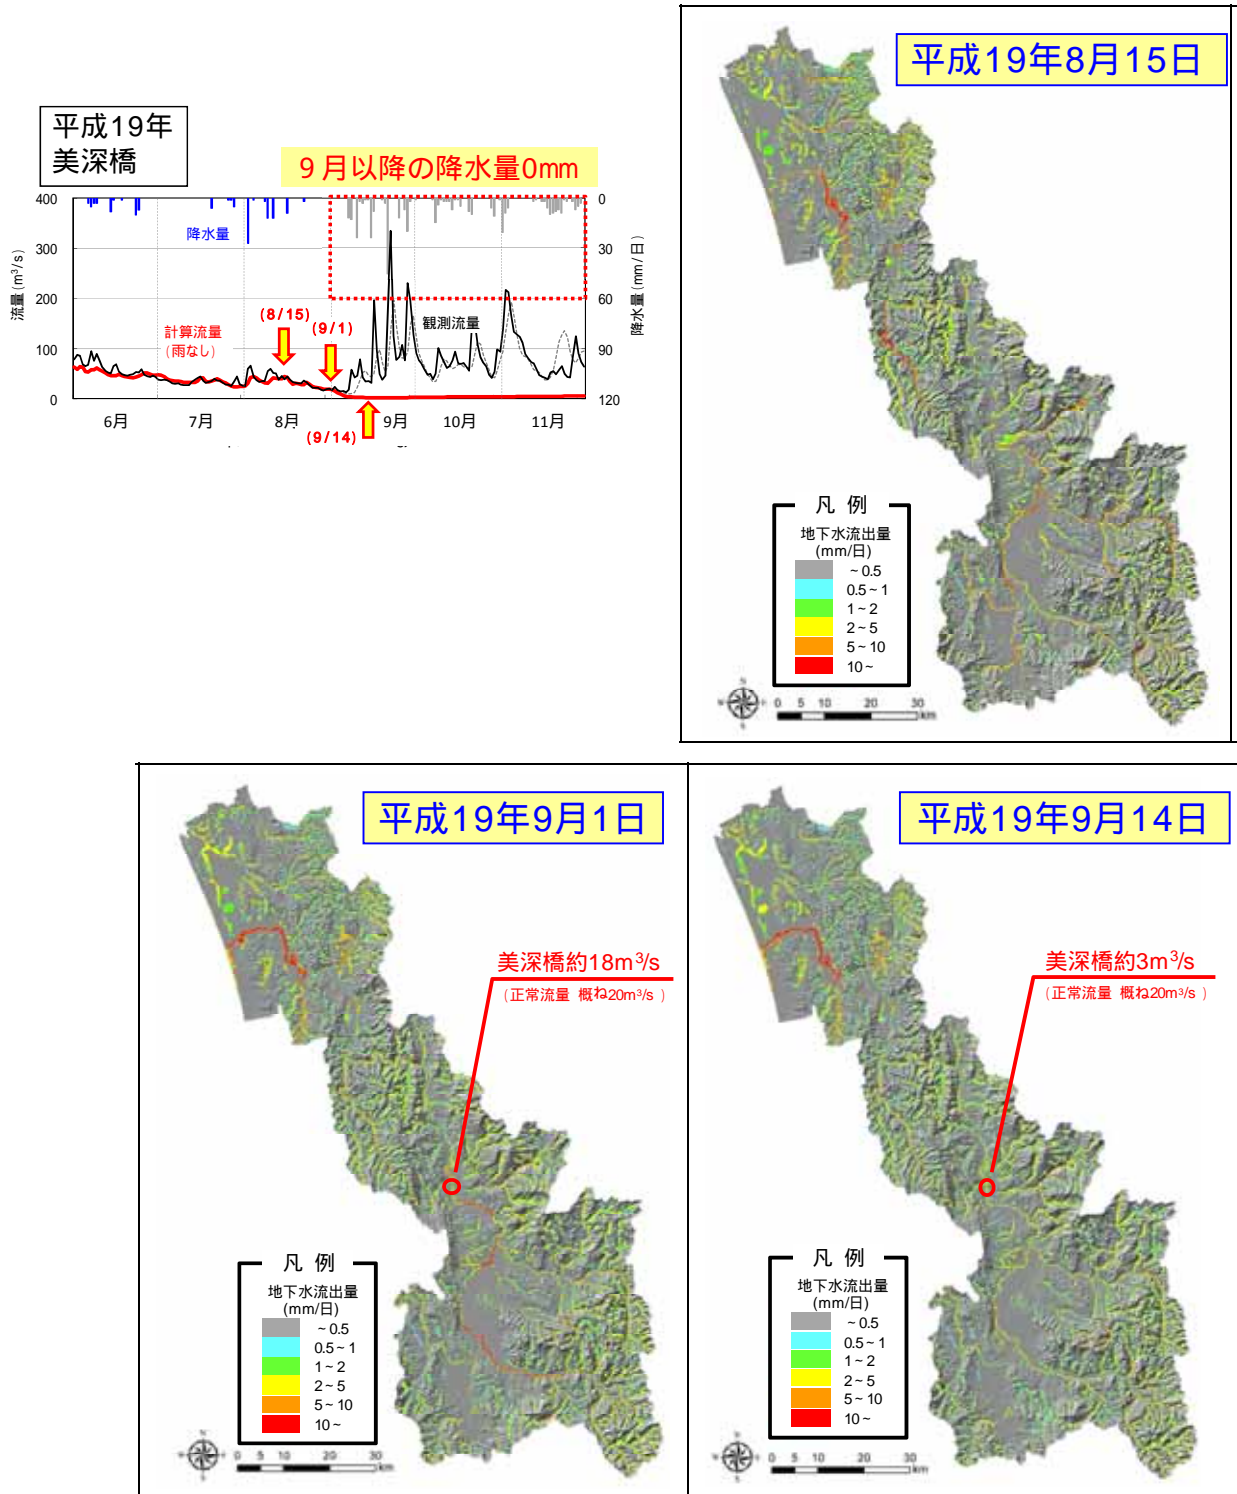 平成19年
美深橋
9月以降の降水量0mm
流量(m³/s)
400
300
200
100
0
降水量(mm/日)
0
30
60
90
120
降水量
計算流量
(雨なし)
観測流量
(8/15)
(9/1)
(9/14)
6月
7月
8月
9月
10月
11月
平成19年8月15日
凡 例
地下水流出量
(mm/日)
~0.5
0.5~1
1~2
2~5
5~10
10~
N
0 5 10 20 30
km
平成19年9月1日
美深橋約18m³/s
(正常流量 概ね20m³/s )
凡 例
地下水流出量
(mm/日)
~0.5
0.5~1
1~2
2~5
5~10
10~
N
0 5 10 20 30
km
平成19年9月14日
美深橋約3m³/s
(正常流量 概ね20m³/s )
凡 例
地下水流出量
(mm/日)
~0.5
0.5~1
1~2
2~5
5~10
10~
N
0 5 10 20 30
km